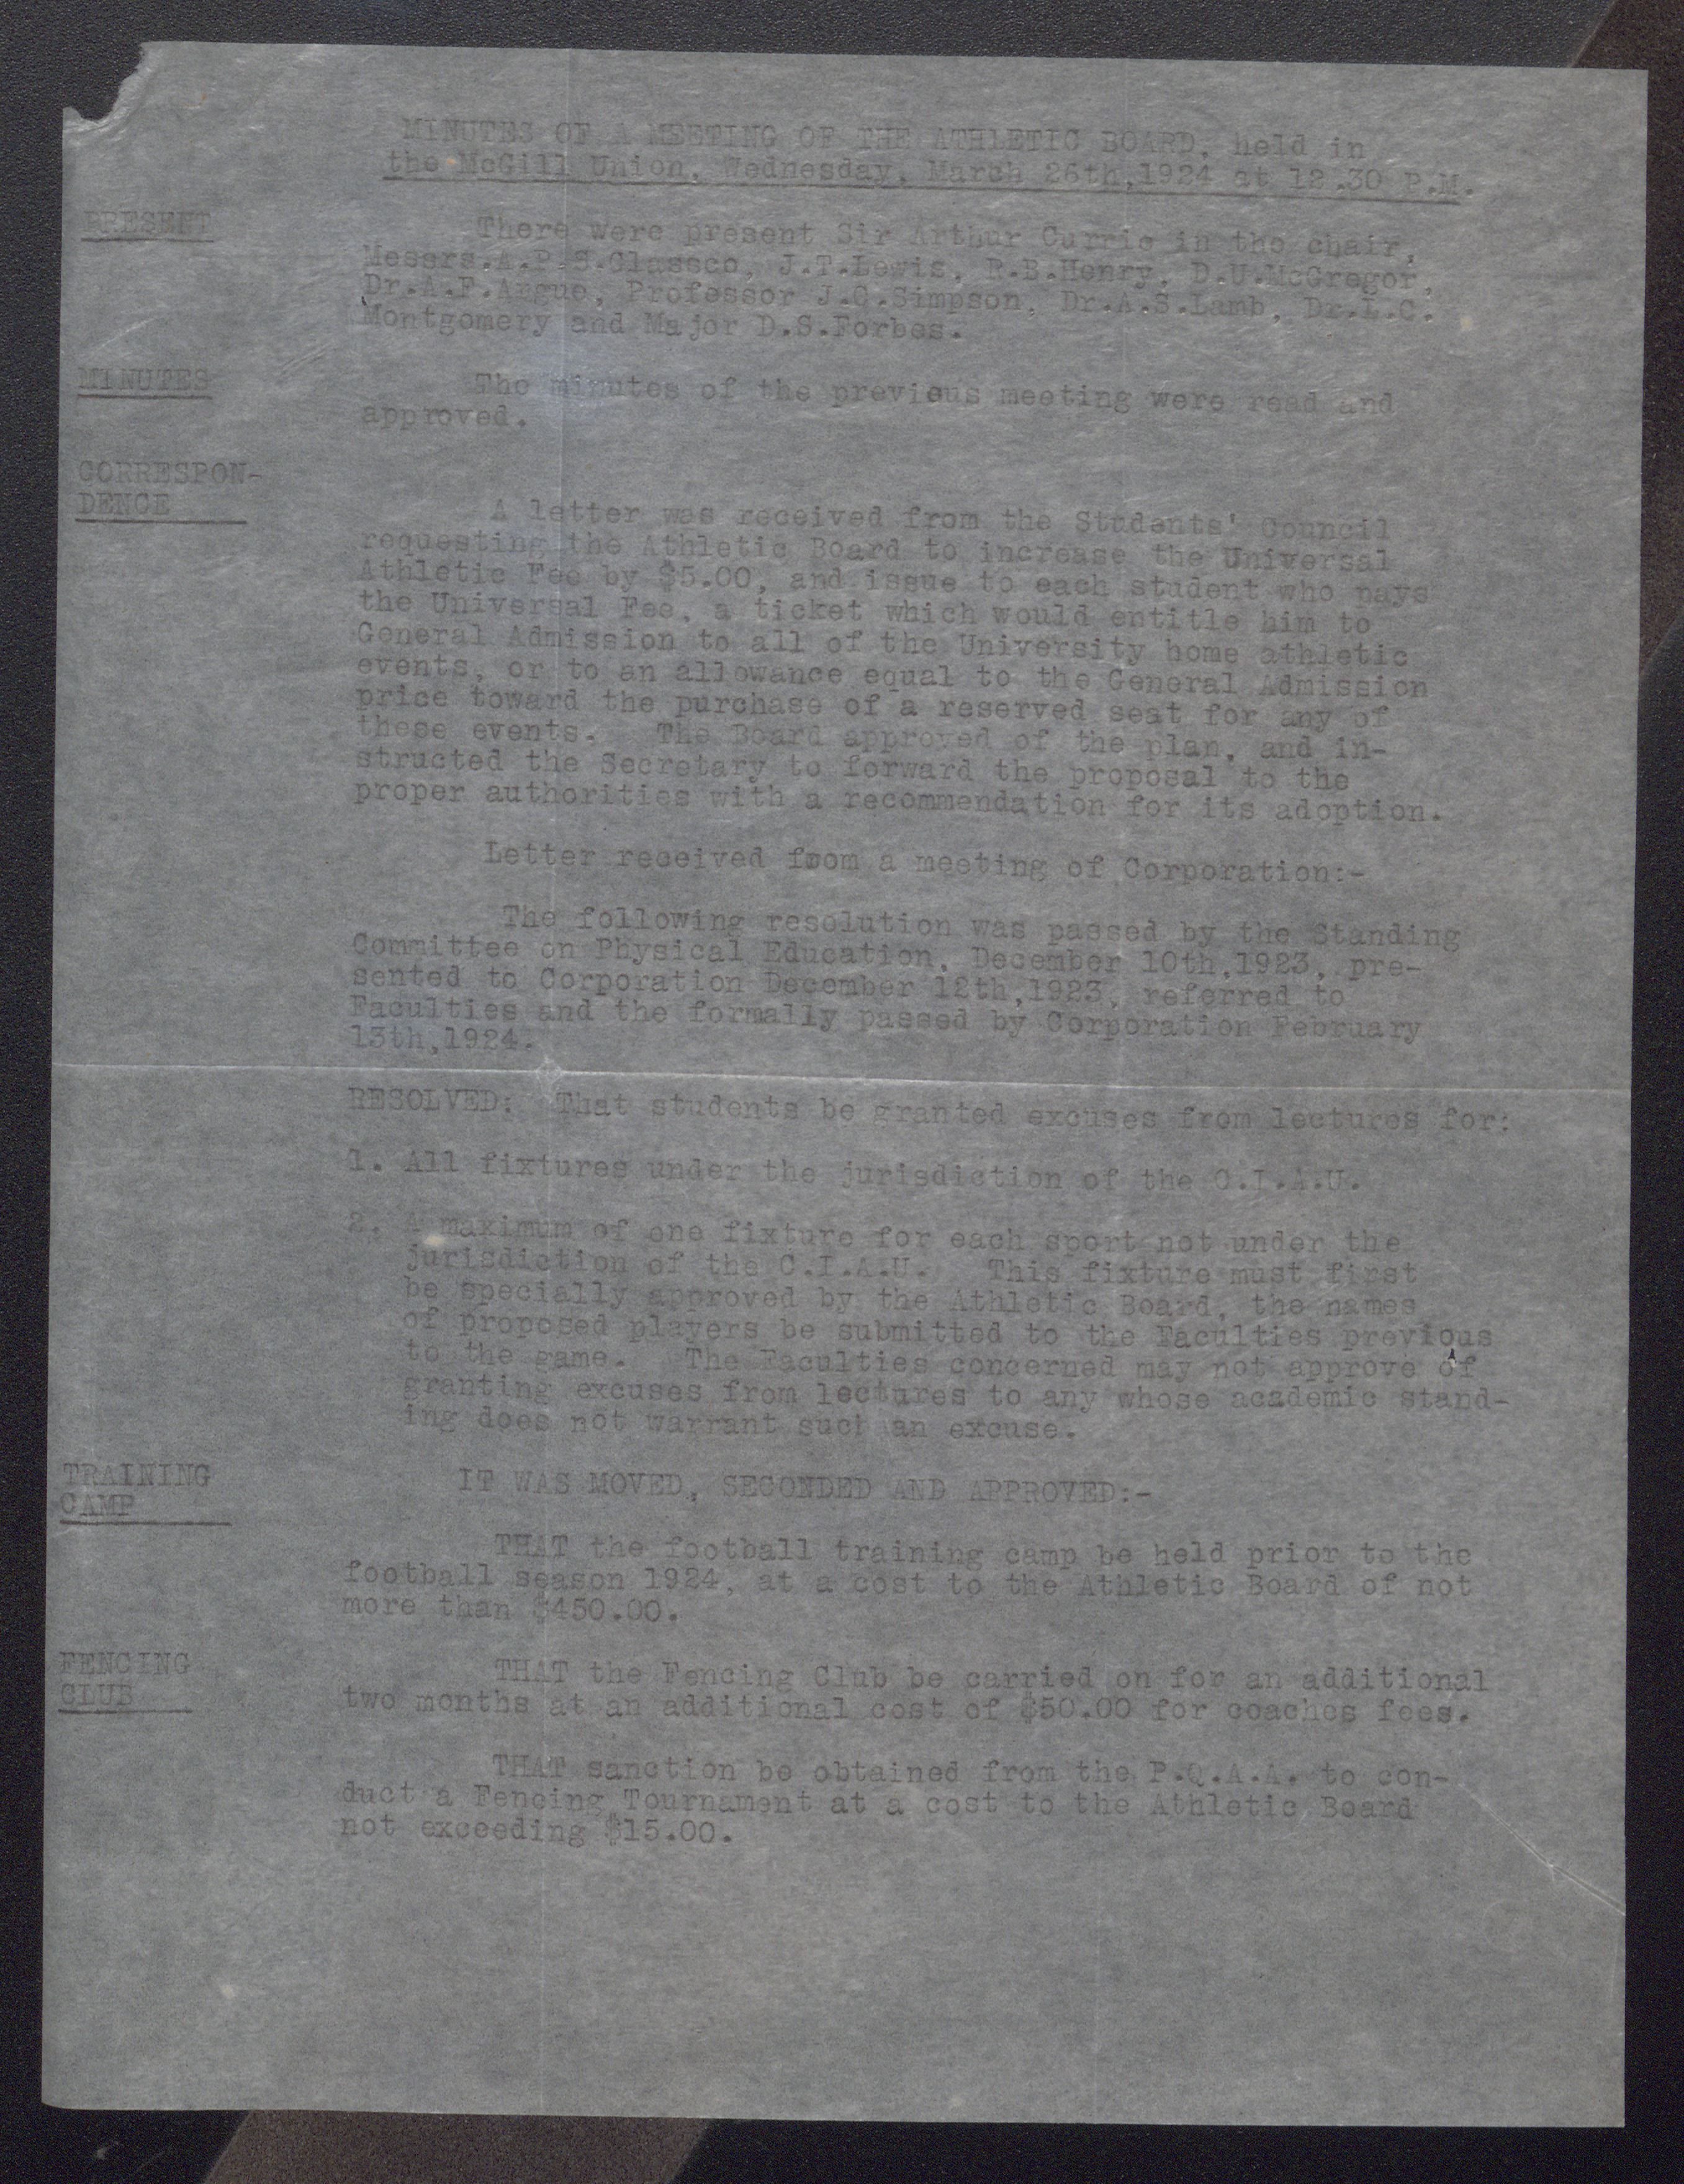 MINUTES OF A MEETING OF THE ATHLETIC BOARD, held in
the McGill Union, Wednesday, March 26th,1924 at 12.30 P.M.
PRESENT
There were present Sir Arthur Currie in the chair,
Messrs.A.P.S.Glassco, J.T.Lewis, R.B.Henry, D.U.McGregor,
Dr.A.F.Argue, Professor J.C.Simpson, Dr.A.S.Lamb, Dr.L.C.
Montgomery and Major D.S.Forbes.
MINUTES
The minutes of the previous meeting were read and
approved.
CORRESPON-
DENCE
A letter was received from the Students' Council
requesting the Athletic Board to increase the Universal
Athletic Fee by $5.00, and issue to each student who pays
the Universal Fee, a ticket which would entitle him to
General Admission to all of the University home athletic
events, or to an allowance equal to the General Admission
price toward the purchase of a reserved seat for any of
these events. The Board approved of the plan, and in-
structed the Secretary to forward the proposal to the
proper authorities with a recommendation for its adoption.
Letter received from a meeting of Corporation:-
The following resolution was passed by the Standing
Committee on Physical Education, December 10th,1923, pre-
sented to Corporation December 12th,1923, referred to
Faculties and the formally passed by Corporation February
13th,1924.
RESOLVED: That students be granted excuses from lectures for:
1. All fixtures under the jurisdiction of the C.I.A.U.
2. A maximum of one fixture for each sport not under the
jurisdiction of the C.I.A.U. This fixture must first
be specially approved by the Athletic Board, the names
of proposed players be submitted to the Faculties previous
to the game. The Faculties concerned may not approve of
granting excuses from lectures to any whose academic stand-
ing does not warrant such an excuse.
TRAINING
CAMP
IT WAS MOVED, SECONDED AND APPROVED:-
THAT the football training camp be held prior to the
football season 1924, at a cost to the Athletic Board of not
more than $450.00.
FENCING
CLUB
THAT the Fencing Club be carried on for an additional
two months at an additional cost of $50.00 for coaches fees.
THAT sanction be obtained from the P.Q.A.A. to con-
duct a Fencing Tournament at a cost to the Athletic Board
not exceeding $15.00.